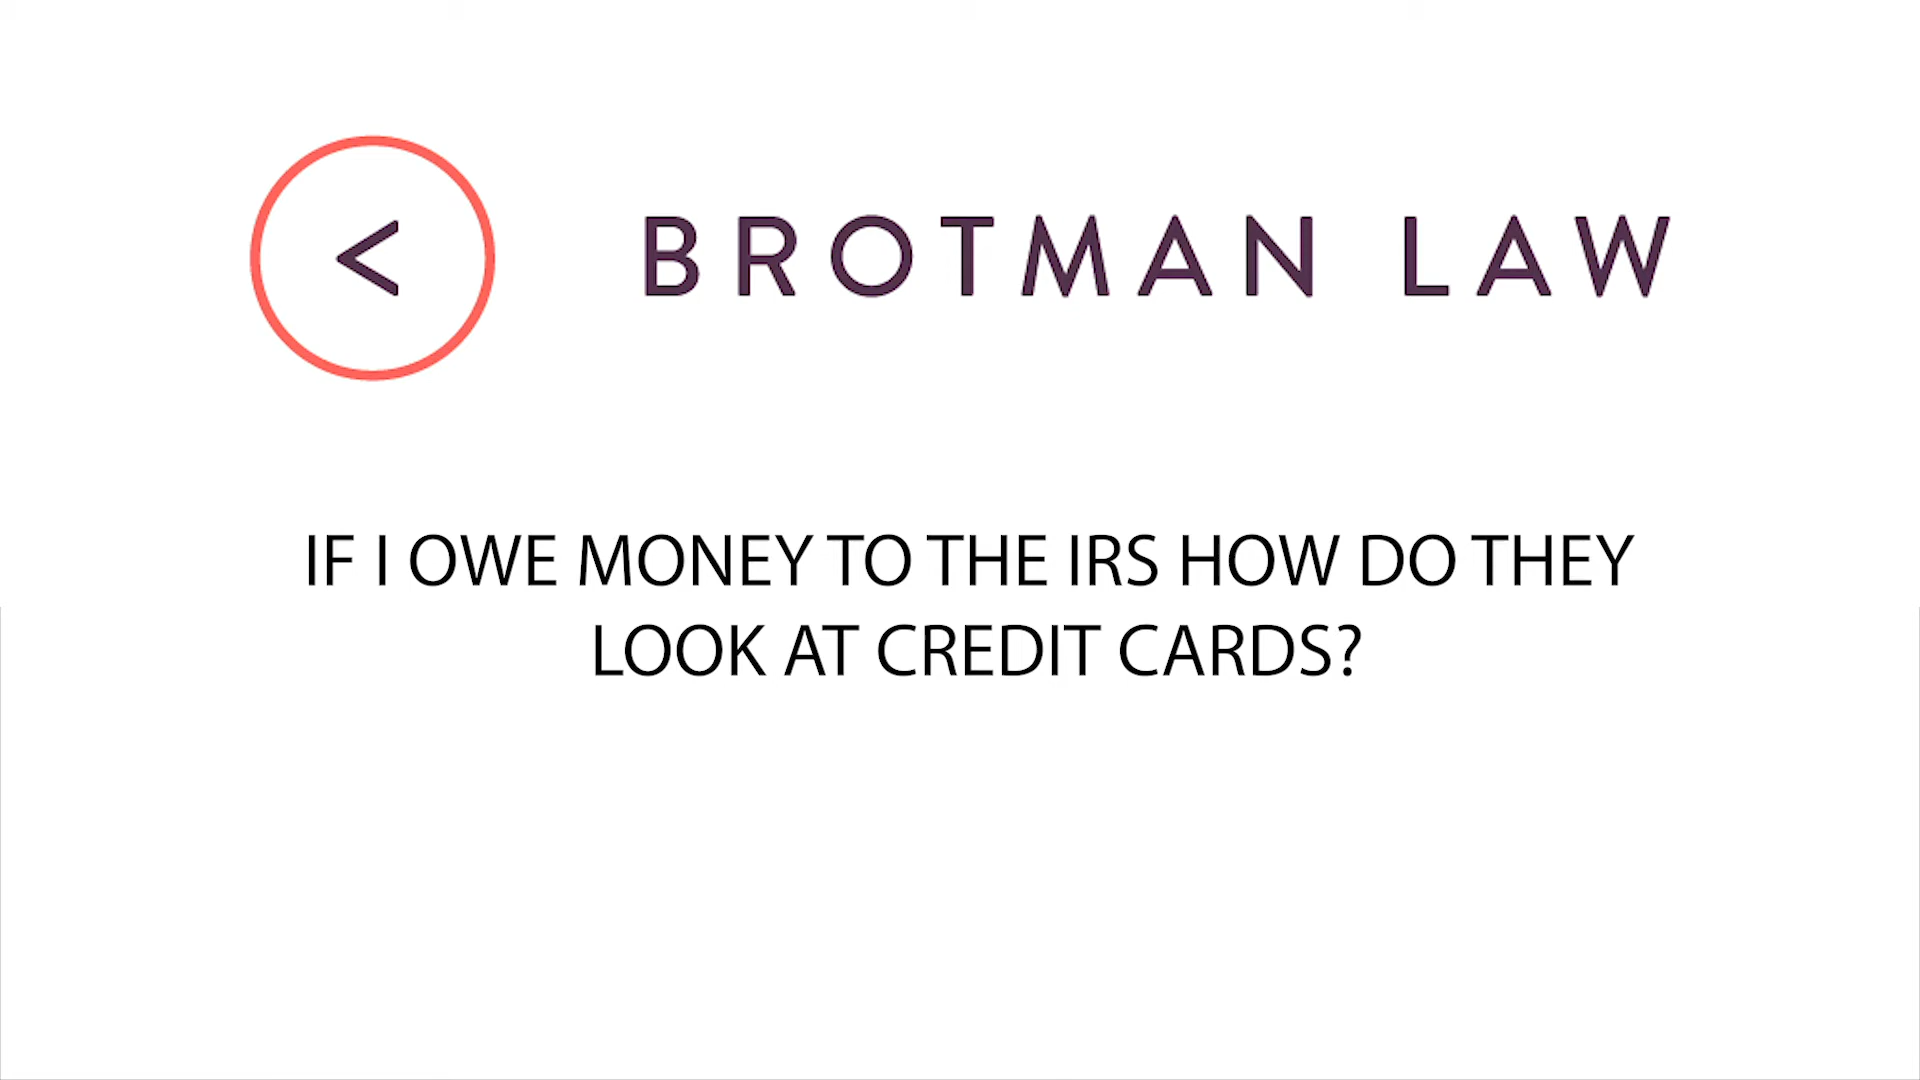 <
BROTMAN LAW
IF I OWE MONEY TO THE IRS HOW DO THEY
LOOK AT CREDIT CARDS?